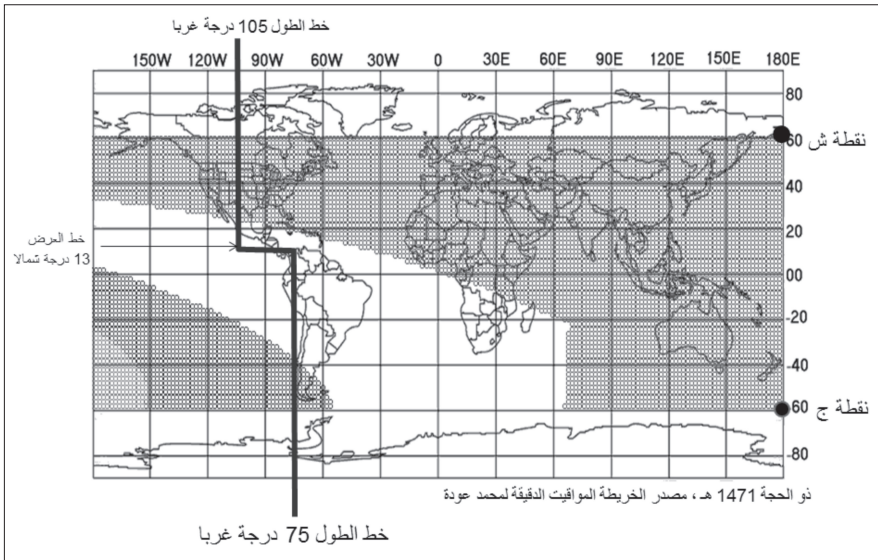 خط الطول 105 درجة غربا
150W 120W 90W 60W 30W 0 30E 60E 90E 120E 150E 180E
80
60 نقطة ش
40
20
خط العرض
13 درجة شمالا
00
-20
-40
-60 نقطة ج
-80
ذو الحجة 1471 هـ ، مصدر الخريطة المواقيت الدقيقة لمحمد عودة
خط الطول 75 درجة غربا